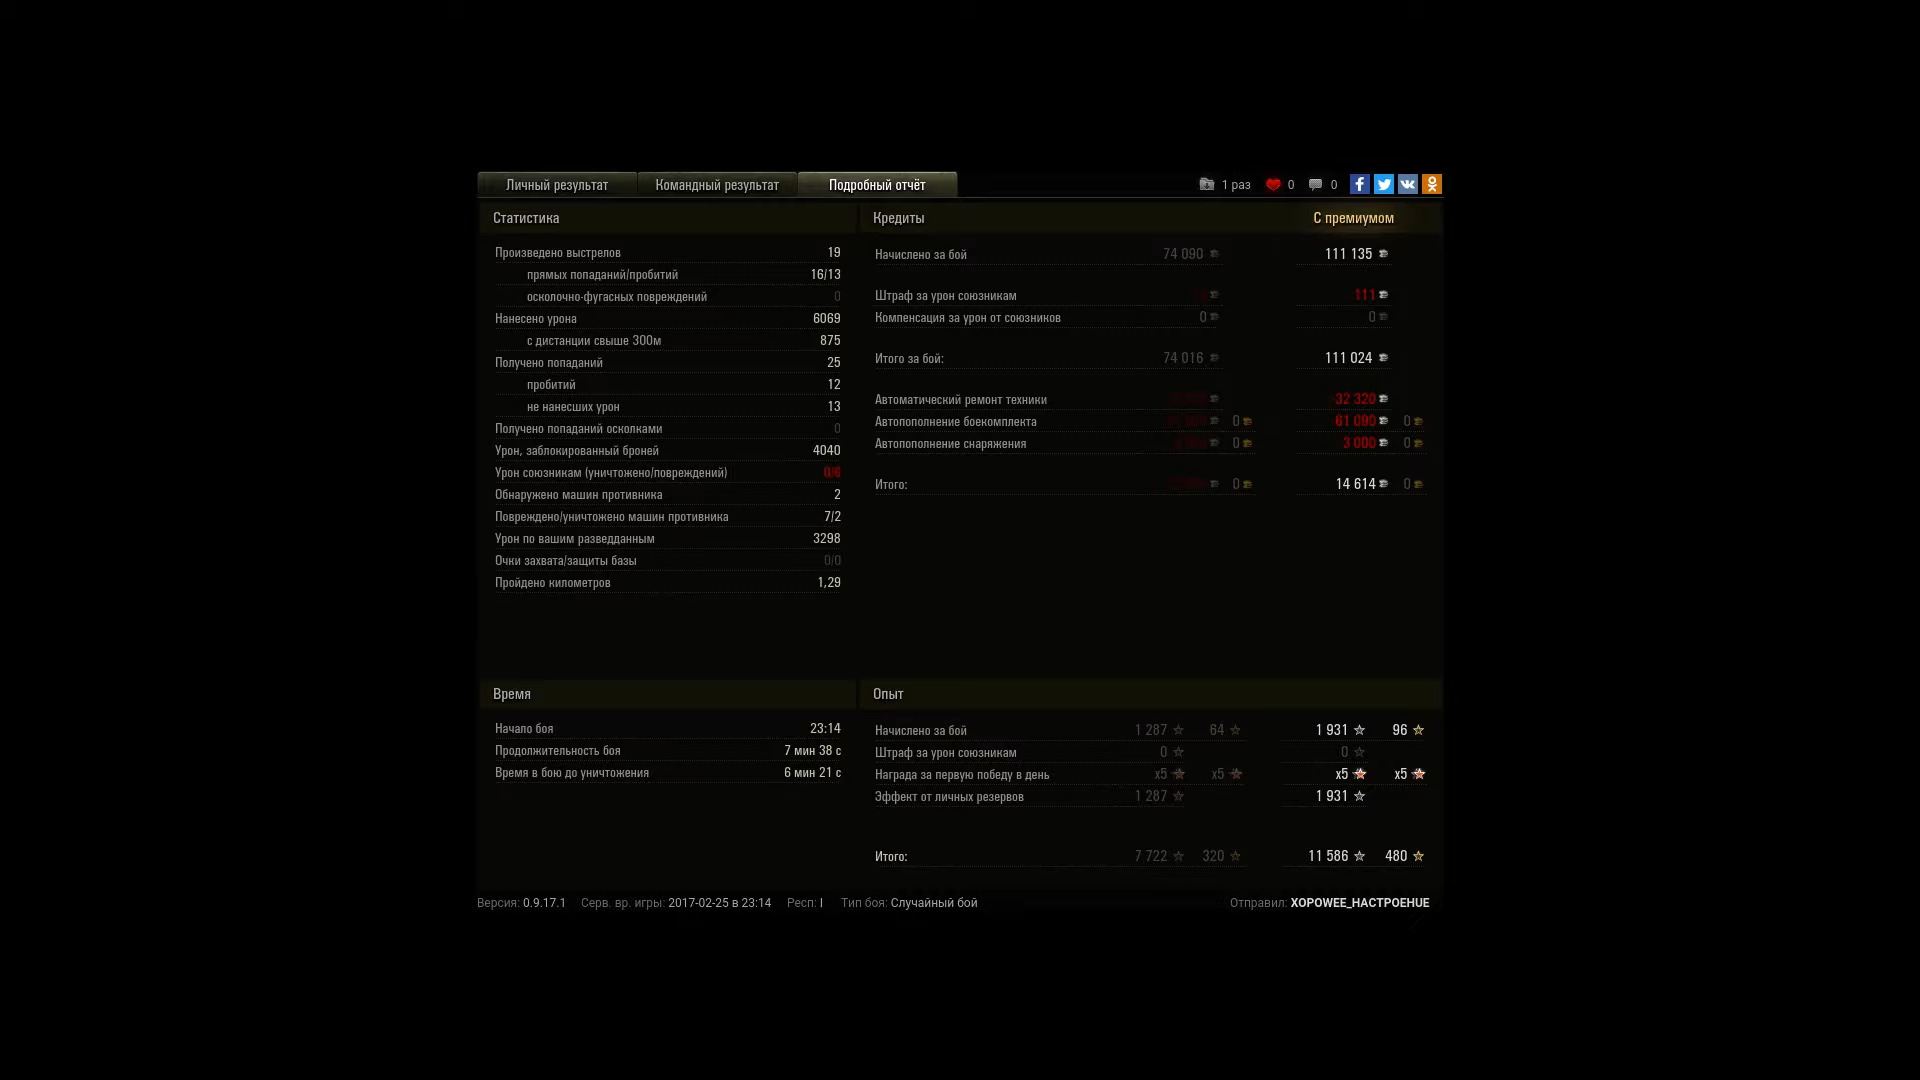 Личный результат Командный результат Подробный отчёт 1 раз 0 0
Статистика
Произведено выстрелов 19
прямых попаданий/пробитий 16/13
осколочно-фугасных повреждений 0
Нанесено урона 6069
с дистанции свыше 300м 875
Получено попаданий 25
пробитий 12
не нанесших урон 13
Получено попаданий осколками 0
Урон, заблокированный броней 4040
Урон союзникам (уничтожено/повреждений)
Обнаружено машин противника 2
Повреждено/уничтожено машин противника 7/2
Урон по вашим разведданным 3298
Очки захвата/защиты базы 0/0
Пройдено километров 1,29
Кредиты С премиумом
Начислено за бой 74 090 111 135
Штраф за урон союзникам 111
Компенсация за урон от союзников 0 0
Итого за бой: 74 016 111 024
Автоматический ремонт техники 32 320
Автопополнение боекомплекта 0 61 090 0
Автопополнение снаряжения 0 3 000 0
Итого: 0 14 614 0
Время
Начало боя 23:14
Продолжительность боя 7 мин 38 с
Время в бою до уничтожения 6 мин 21 с
Опыт
Начислено за бой 1 287 64 1 931 96
Штраф за урон союзникам 0 0
Награда за первую победу в день x5 x5 x5 x5
Эффект от личных резервов 1 287 1 931
Итого: 7 722 320 11 586 480
Версия: 0.9.17.1 Серв. вр. игры: 2017-02-25 в 23:14 Респ: I Тип боя: Случайный бой Отправил: XOPOWEE_HACTPOEHUE